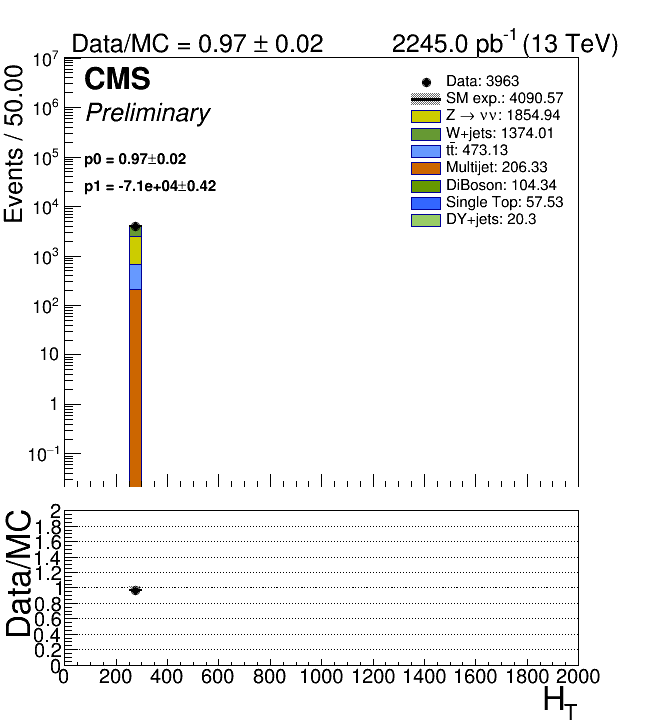 Data/MC = 0.97 ± 0.02
2245.0 pb⁻¹ (13 TeV)
Events / 50.00
10⁷
10⁶
10⁵
10⁴
10³
10²
10
1
10⁻¹
CMS
Preliminary
p0 = 0.97±0.02
p1 = -7.1e+04±0.42
Data: 3963
SM exp.: 4090.57
Z → νν: 1854.94
W+jets: 1374.01
tt̄: 473.13
Multijet: 206.33
DiBoson: 104.34
Single Top: 57.53
DY+jets: 20.3
Data/MC
2
1.8
1.6
1.4
1.2
1
0.8
0.6
0.4
0.2
0
0 200 400 600 800 1000 1200 1400 1600 1800 2000
H_T